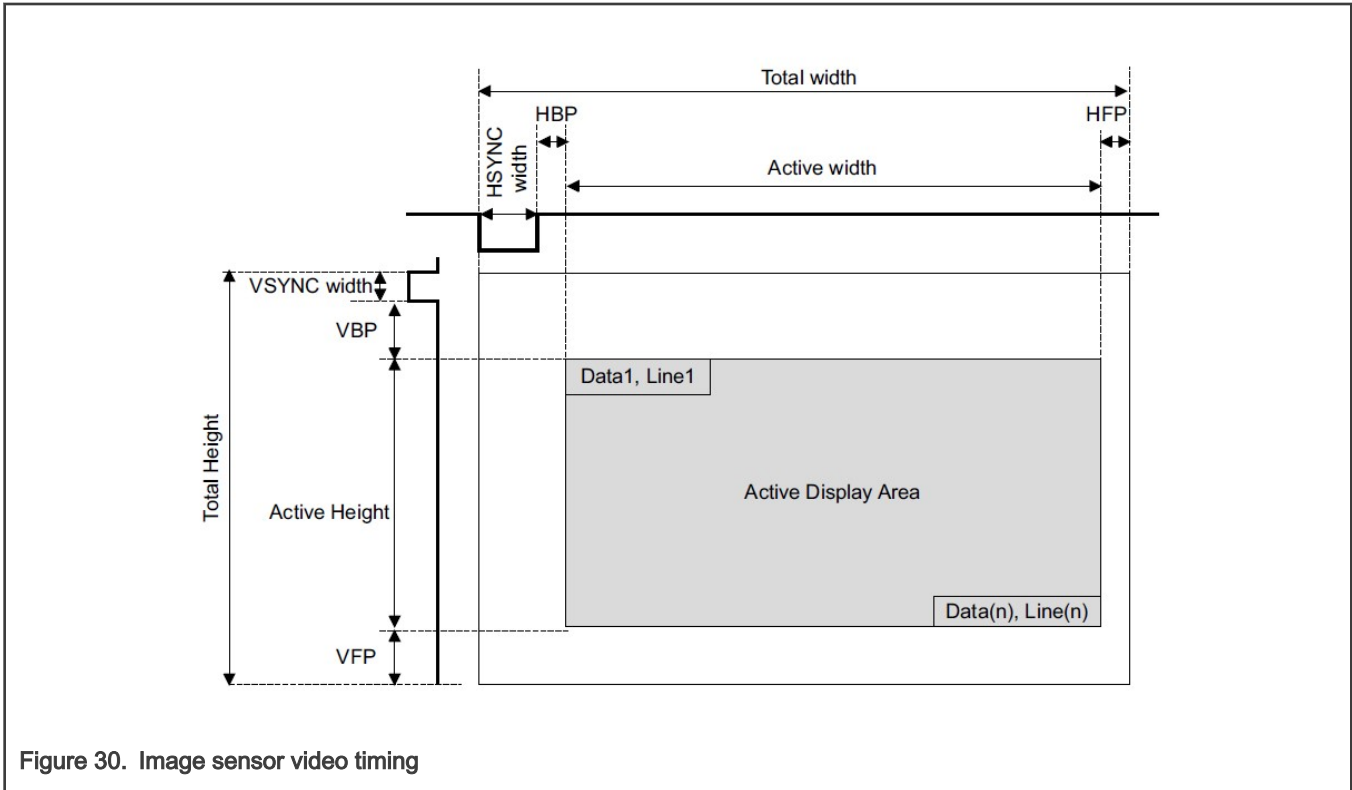 Total width
HBP
HFP
HSYNC
width
Active width
VSYNC width
VBP
Data1, Line1
Total Height
Active Height
Active Display Area
Data(n), Line(n)
VFP
Figure 30. Image sensor video timing